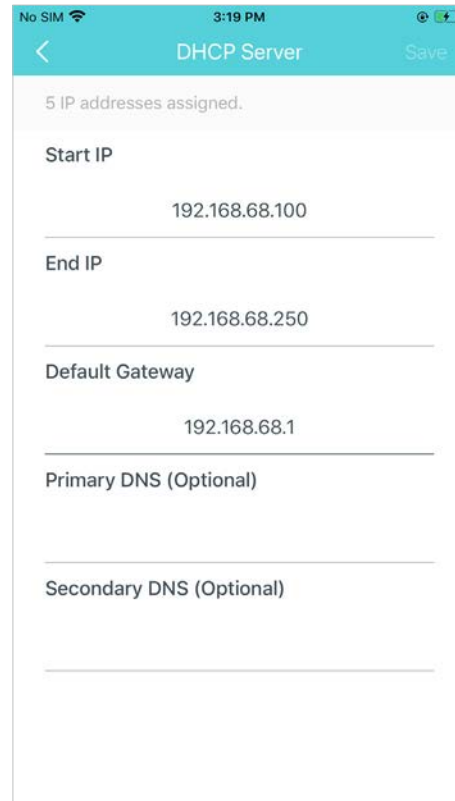 No SIM 3:19 PM
DHCP Server Save
5 IP addresses assigned.
Start IP
192.168.68.100
End IP
192.168.68.250
Default Gateway
192.168.68.1
Primary DNS (Optional)
Secondary DNS (Optional)